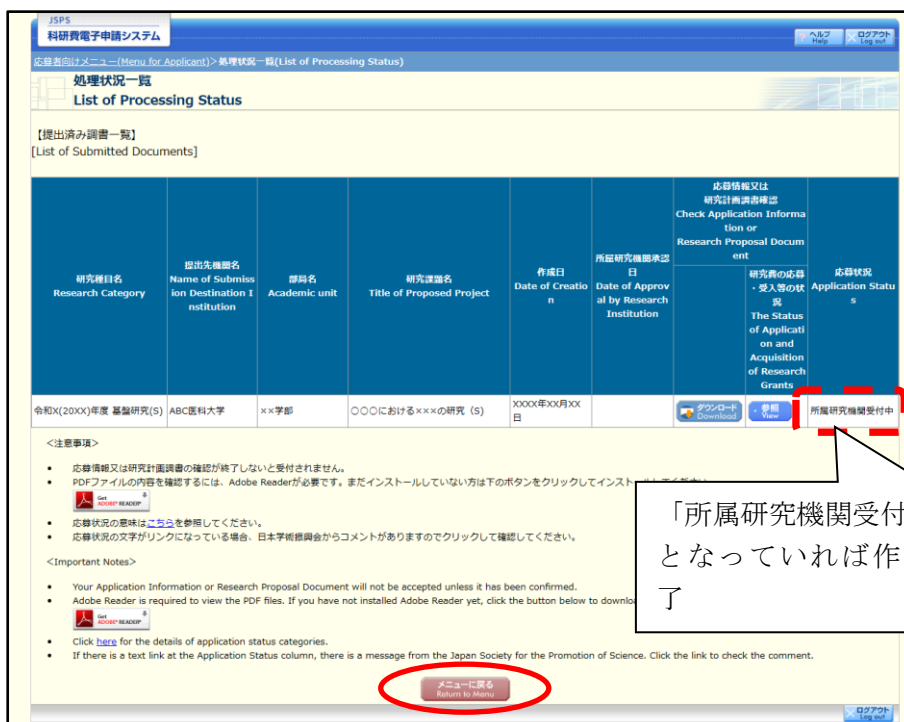 JSPS
科研費電子申請システム
ヘルプ
Help
ログアウト
Log out
応募者向けメニュー(Menu for Applicant)>処理状況一覧(List of Processing Status)
処理状況一覧
List of Processing Status
【提出済み調書一覧】
[List of Submitted Documents]
研究種目名
Research Category
提出先機関名
Name of Submiss
ion Destination I
nstitution
部局名
Academic unit
研究課題名
Title of Proposed Project
作成日
Date of Creatio
n
所属研究機関承認
日
Date of Approv
al by Research
Institution
応募情報又は
研究計画調書確認
Check Application Informa
tion or
Research Proposal Docum
ent
研究費の応募
・受入等の状
況
The Status
of Applicati
on and
Acquisition
of Research
Grants
応募状況
Application Statu
s
令和X(20XX)年度 基盤研究(S)
ABC医科大学
××学部
○○○における×××の研究（S）
XXXX年XX月XX
日
ダウンロード
Download
参照
View
所属研究機関受付中
<注意事項>
• 応募情報又は研究計画調書の確認が終了しないと受付されません。
• PDFファイルの内容を確認するには、Adobe Readerが必要です。まだインストールしていない方は下のボタンをクリックしてインストールしてください。
Get
ADOBE® READER®
• 応募状況の意味はこちらを参照してください。
• 応募状況の文字がリンクになっている場合、日本学術振興会からコメントがありますのでクリックして確認してください。
「所属研究機関受付
となっていれば作
了
<Important Notes>
• Your Application Information or Research Proposal Document will not be accepted unless it has been confirmed.
• Adobe Reader is required to view the PDF files. If you have not installed Adobe Reader yet, click the button below to downlo
Get
ADOBE® READER®
• Click here for the details of application status categories.
• If there is a text link at the Application Status column, there is a message from the Japan Society for the Promotion of Science. Click the link to check the comment.
メニューに戻る
Return to Menu
ログアウト
Log out